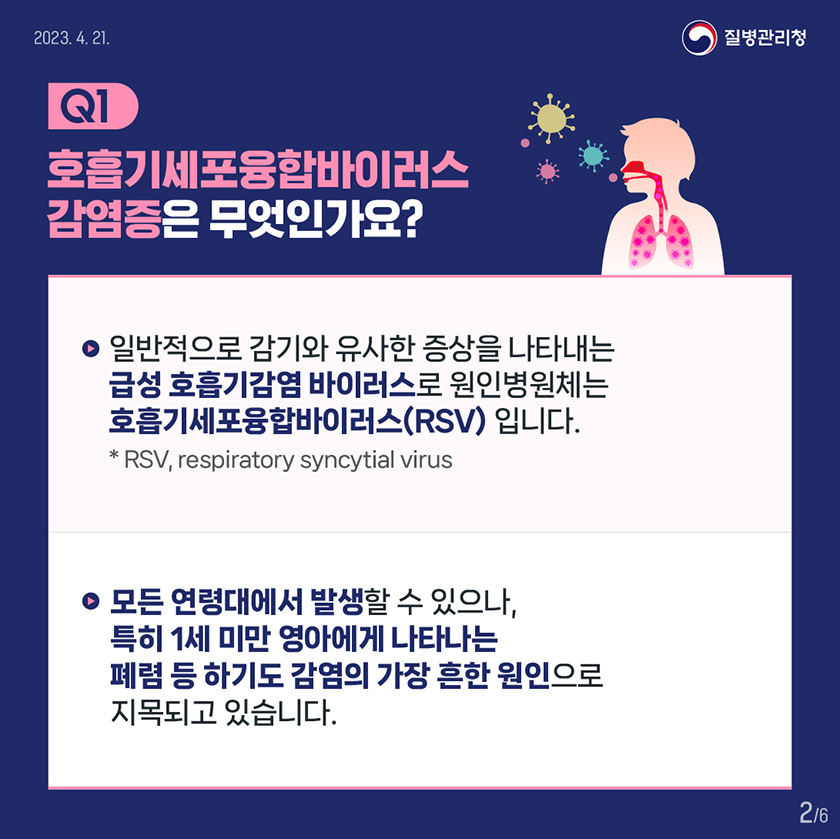 2023. 4. 21.
질병관리청
Q1
호흡기세포융합바이러스
감염증은 무엇인가요?
일반적으로 감기와 유사한 증상을 나타내는
급성 호흡기감염 바이러스로 원인병원체는
호흡기세포융합바이러스(RSV) 입니다.
* RSV, respiratory syncytial virus
모든 연령대에서 발생할 수 있으나,
특히 1세 미만 영아에게 나타나는
폐렴 등 하기도 감염의 가장 흔한 원인으로
지목되고 있습니다.
2/6